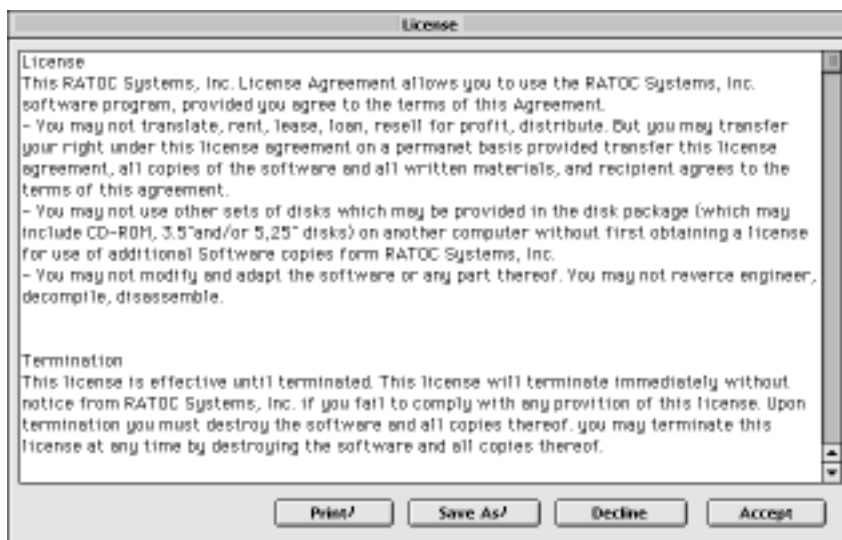 License
License
This RATOC Systems, Inc. License Agreement allows you to use the RATOC Systems, Inc.
software program, provided you agree to the terms of this Agreement.
- You may not translate, rent, lease, loan, resell for profit, distribute. But you may transfer
your right under this license agreement on a permanet basis provided transfer this license
agreement, all copies of the software and all written materials, and recipient agrees to the
terms of this agreement.
- You may not use other sets of disks which may be provided in the disk package (which may
include CD-ROM, 3.5"and/or 5,25" disks) on another computer without first obtaining a license
for use of additional Software copies form RATOC Systems, Inc.
- You may not modify and adapt the software or any part thereof. You may not reverce engineer,
decompile, disassemble.
Termination
This license is effective until terminated. This license will terminate immediately without
notice from RATOC Systems, Inc. if you fail to comply with any provition of this license. Upon
termination you must destroy the software and all copies thereof. you may terminate this
license at any time by destroying the software and all copies thereof.
Print/ Save As/ Decline Accept